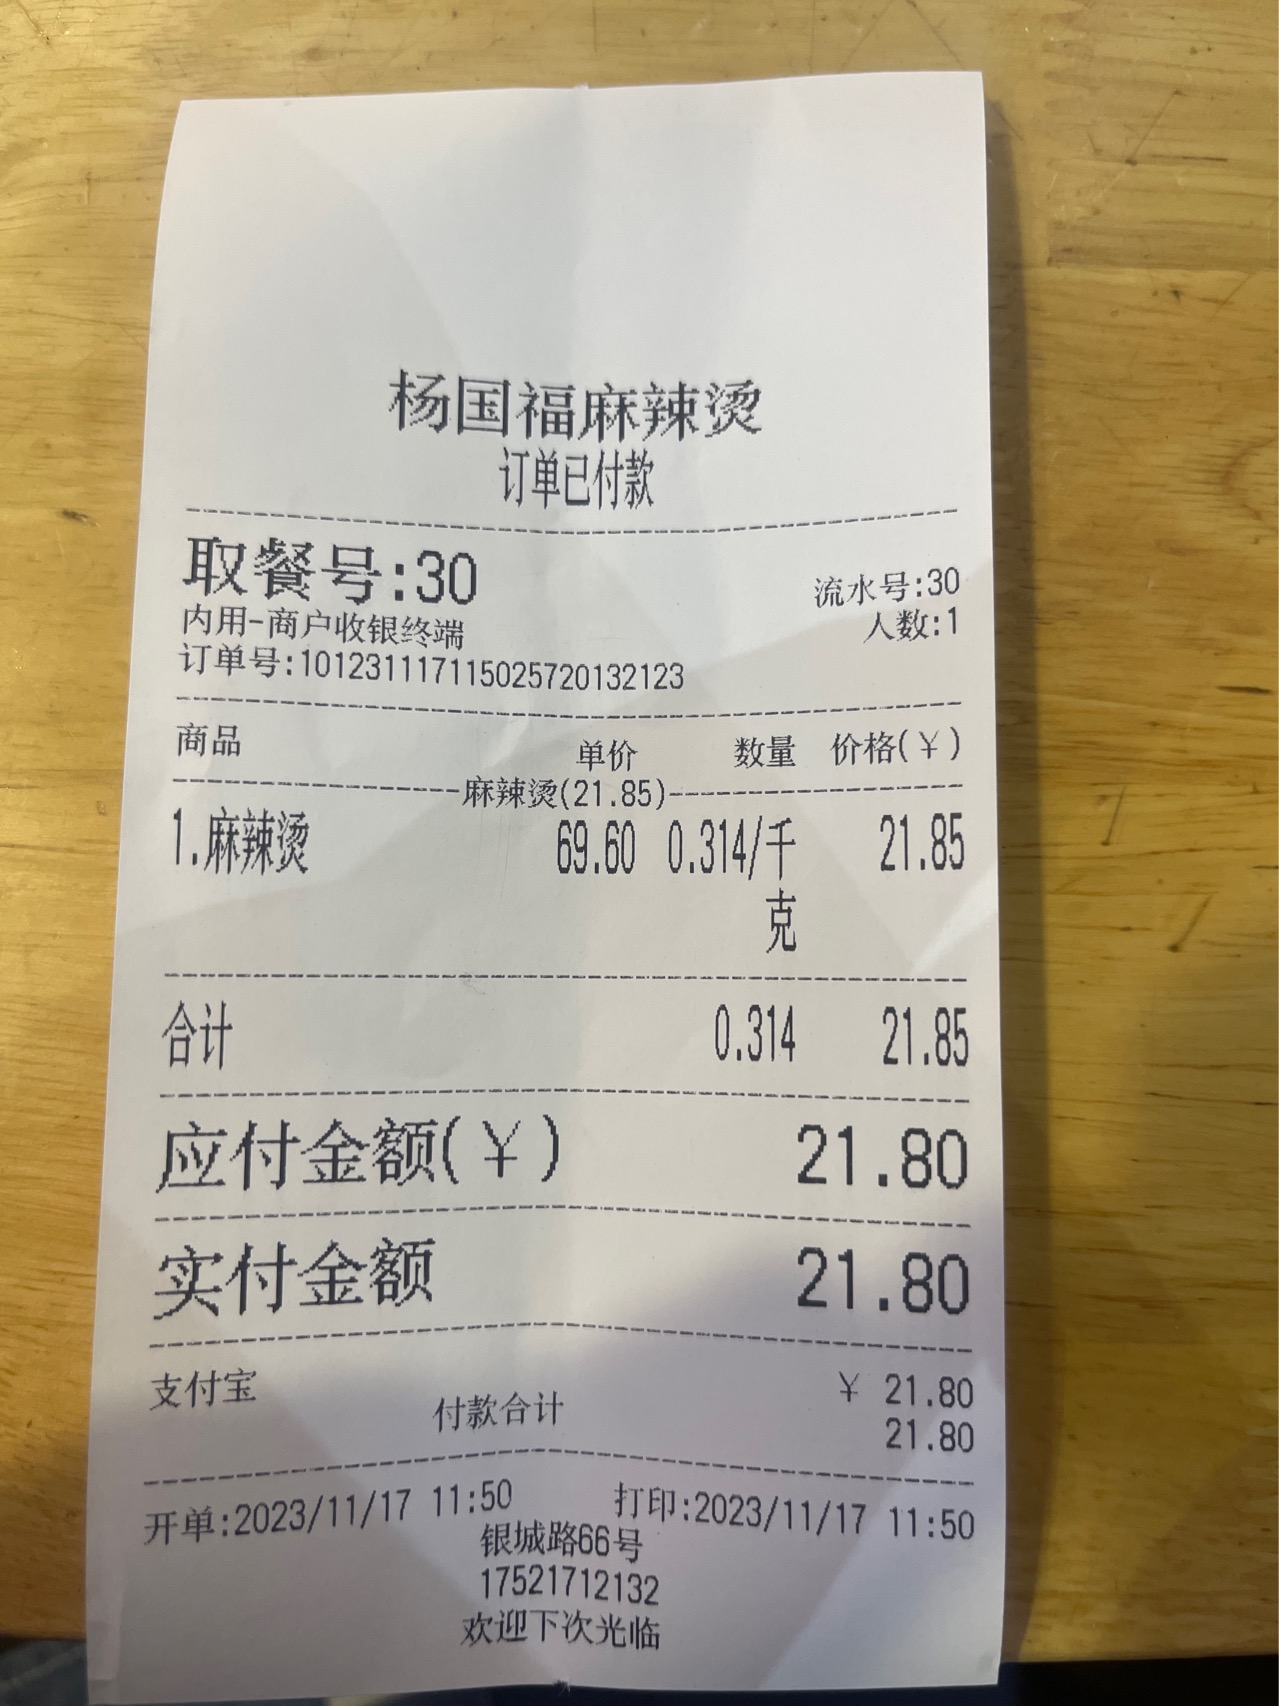 杨国福麻辣烫
订单已付款
取餐号:30 流水号:30
内用-商户收银终端 人数:1
订单号:101231117115025720132123
商品 单价 数量 价格(￥)
麻辣烫(21.85)
1.麻辣烫 69.60 0.314/千克 21.85
合计 0.314 21.85
应付金额(￥) 21.80
实付金额 21.80
支付宝 ￥ 21.80
付款合计 21.80
开单:2023/11/17 11:50 打印:2023/11/17 11:50
银城路66号
17521712132
欢迎下次光临